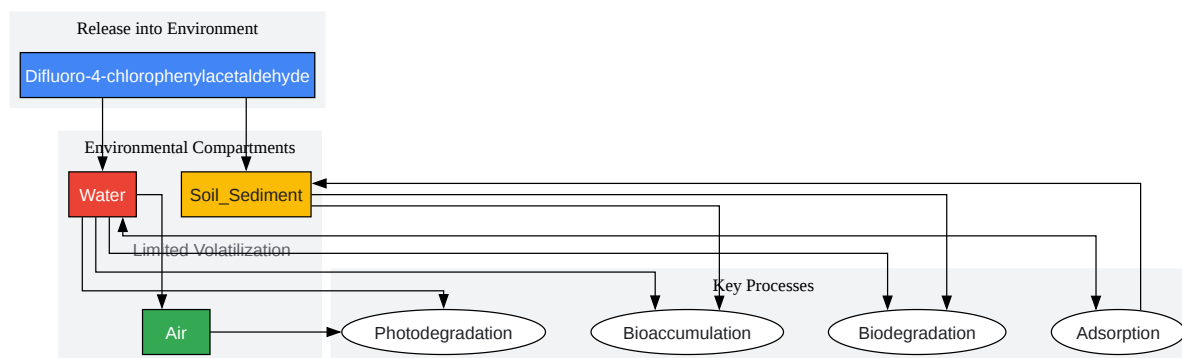 Release into Environment
Difluoro-4-chlorophenylacetaldehyde
Environmental Compartments
Water
Soil_Sediment
Limited Volatilization
Key Processes
Air
Photodegradation
Bioaccumulation
Biodegradation
Adsorption